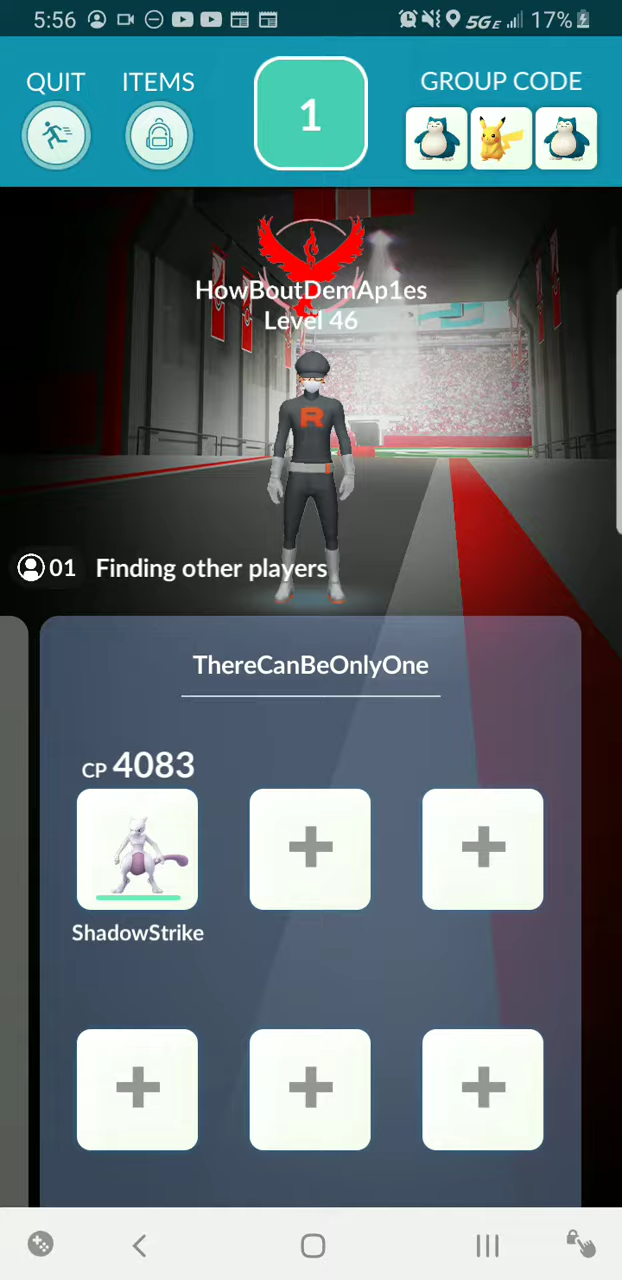 5:56
5GE 17%
QUIT ITEMS
1
GROUP CODE
HowBoutDemAp1es
Level 46
R
01 Finding other players
ThereCanBeOnlyOne
CP 4083
ShadowStrike